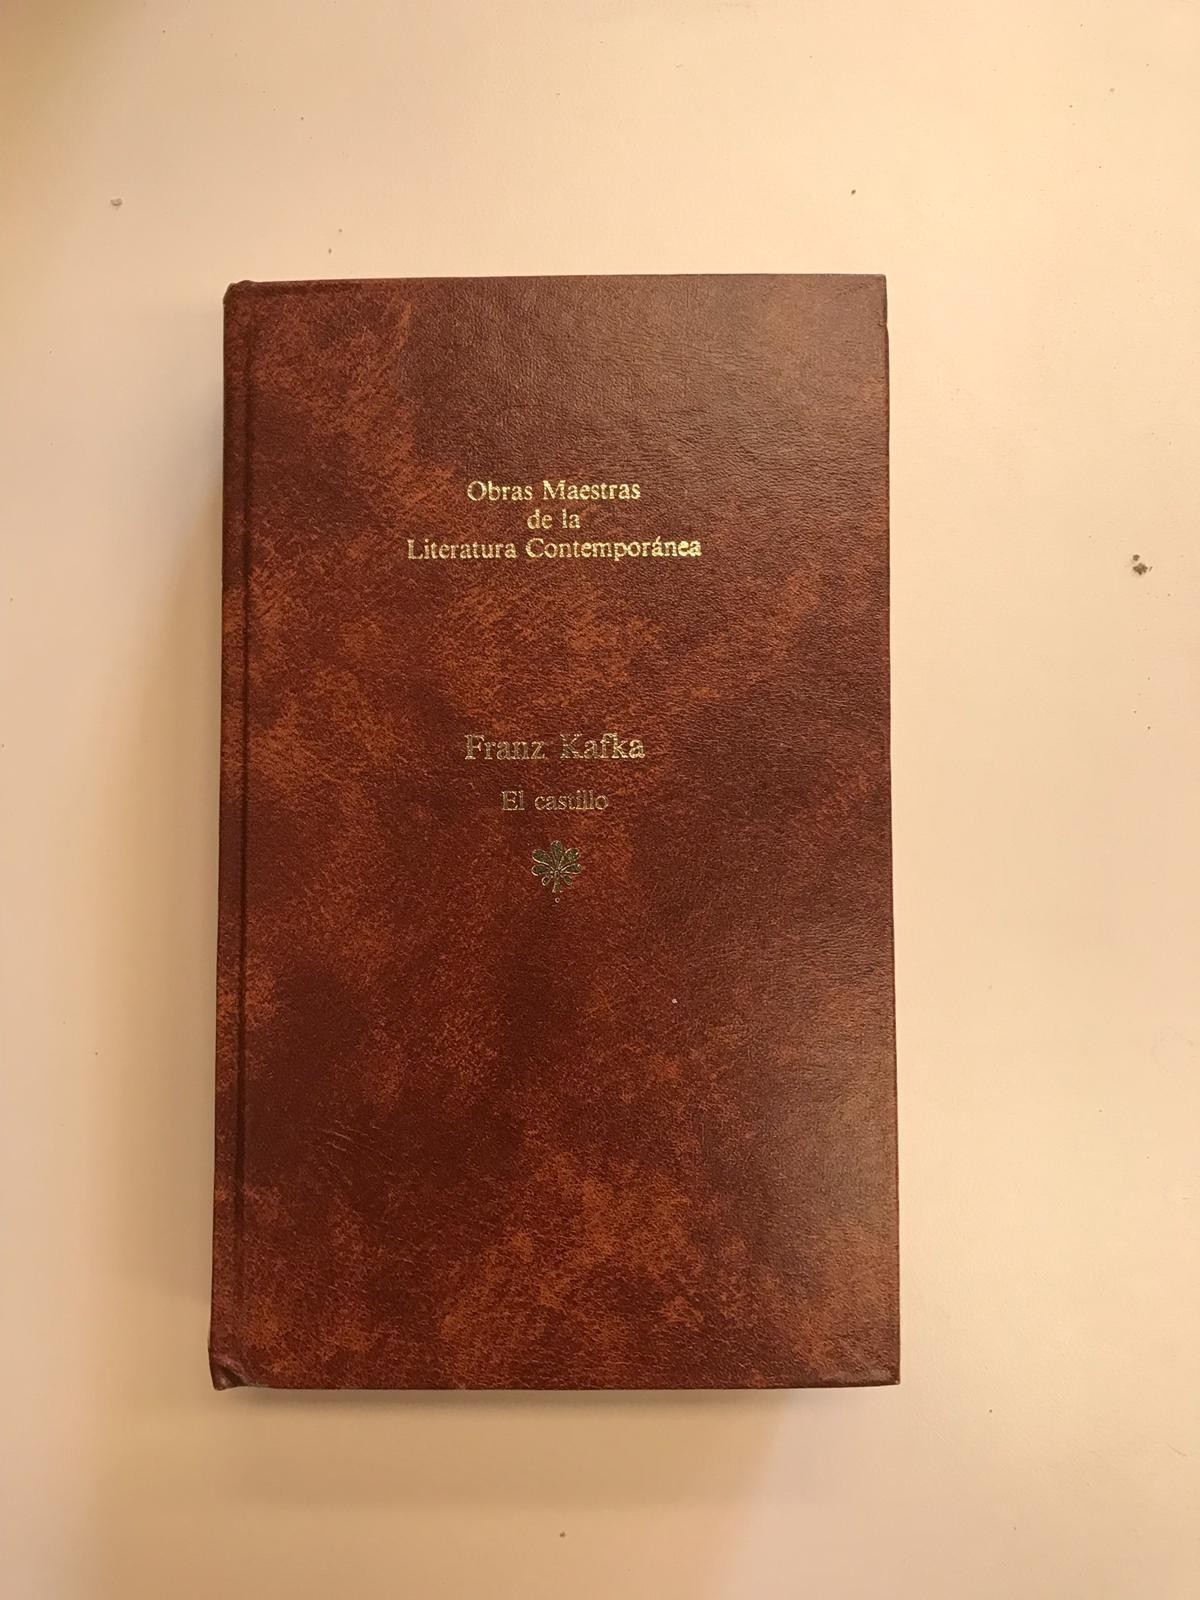 Obras Maestras
de la
Literatura Contemporánea
Franz Kafka
El castillo